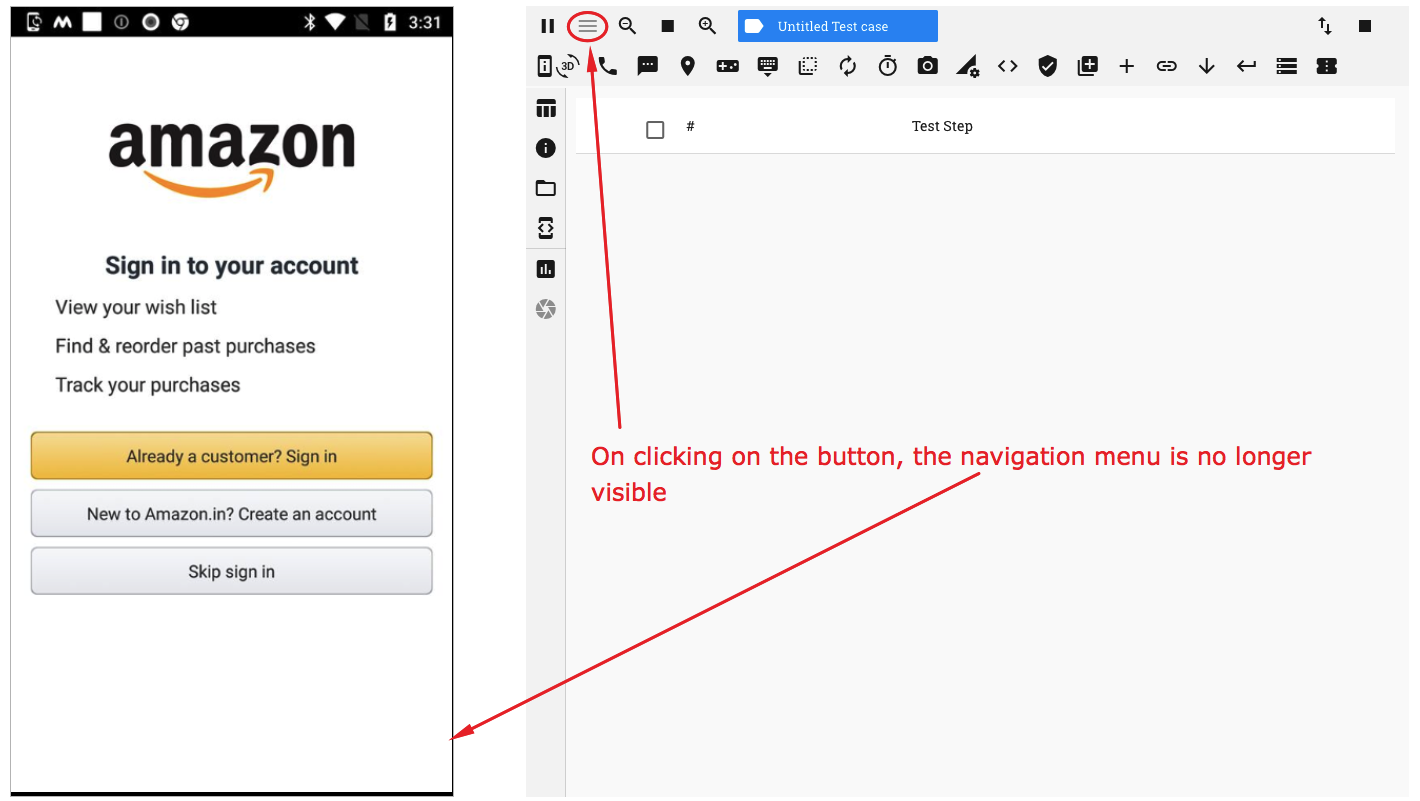 3:31
amazon
Sign in to your account
View your wish list
Find & reorder past purchases
Track your purchases
Already a customer? Sign in
New to Amazon.in? Create an account
Skip sign in
Untitled Test case
3D
# Test Step
On clicking on the button, the navigation menu is no longer
visible